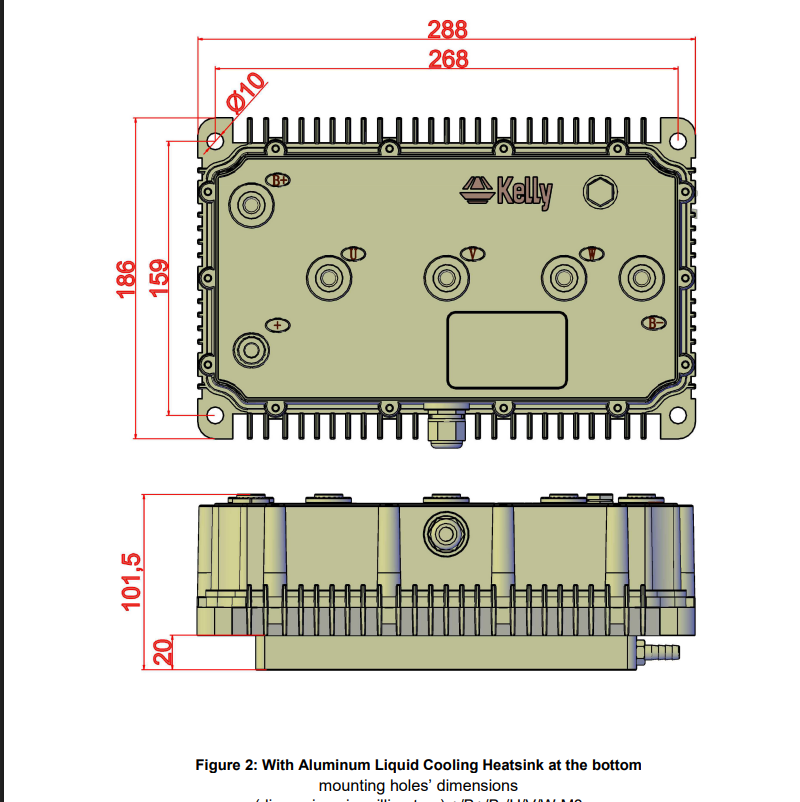 288
268
Ø10
B+
Kelly
U
V
W
186
159
+
B-
101,5
20
Figure 2: With Aluminum Liquid Cooling Heatsink at the bottom
mounting holes' dimensions